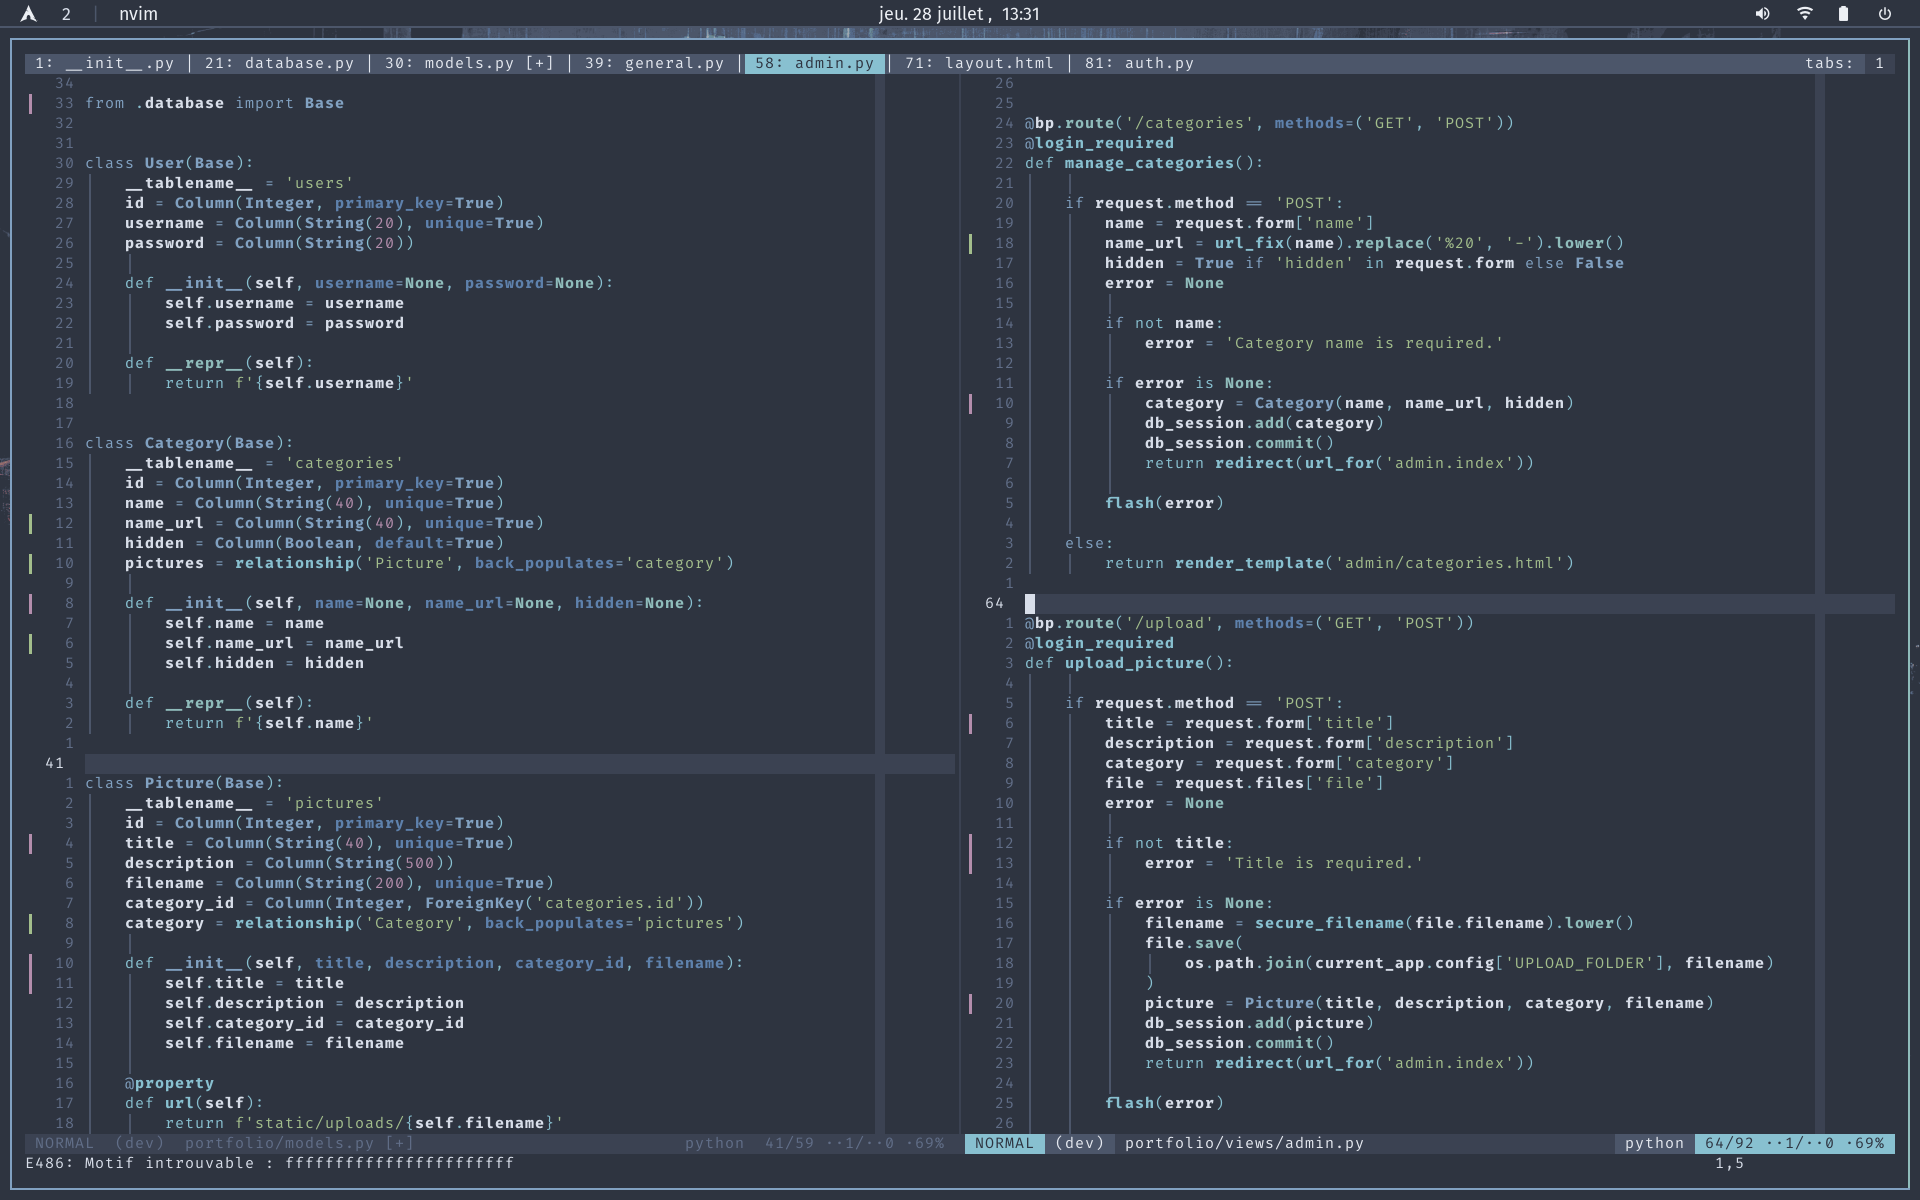 2 | nvim
jeu. 28 juillet , 13:31
1: __init__.py | 21: database.py | 30: models.py [+] | 39: general.py | 58: admin.py | 71: layout.html | 81: auth.py
tabs: 1
34
33 from .database import Base
32
31
30 class User(Base):
29     __tablename__ = 'users'
28     id = Column(Integer, primary_key=True)
27     username = Column(String(20), unique=True)
26     password = Column(String(20))
25
24     def __init__(self, username=None, password=None):
23         self.username = username
22         self.password = password
21
20     def __repr__(self):
19         return f'{self.username}'
18
17
16 class Category(Base):
15     __tablename__ = 'categories'
14     id = Column(Integer, primary_key=True)
13     name = Column(String(40), unique=True)
12     name_url = Column(String(40), unique=True)
11     hidden = Column(Boolean, default=True)
10     pictures = relationship('Picture', back_populates='category')
9
8     def __init__(self, name=None, name_url=None, hidden=None):
7         self.name = name
6         self.name_url = name_url
5         self.hidden = hidden
4
3     def __repr__(self):
2         return f'{self.name}'
1
41
1 class Picture(Base):
2     __tablename__ = 'pictures'
3     id = Column(Integer, primary_key=True)
4     title = Column(String(40), unique=True)
5     description = Column(String(500))
6     filename = Column(String(200), unique=True)
7     category_id = Column(Integer, ForeignKey('categories.id'))
8     category = relationship('Category', back_populates='pictures')
9
10     def __init__(self, title, description, category_id, filename):
11         self.title = title
12         self.description = description
13         self.category_id = category_id
14         self.filename = filename
15
16     @property
17     def url(self):
18         return f'static/uploads/{self.filename}'
NORMAL (dev) portfolio/models.py [+] python 41/59 ··1/··0 ·69%
26
25
24 @bp.route('/categories', methods=('GET', 'POST'))
23 @login_required
22 def manage_categories():
21
20     if request.method == 'POST':
19         name = request.form['name']
18         name_url = url_fix(name).replace('%20', '-').lower()
17         hidden = True if 'hidden' in request.form else False
16         error = None
15
14         if not name:
13             error = 'Category name is required.'
12
11         if error is None:
10             category = Category(name, name_url, hidden)
9             db_session.add(category)
8             db_session.commit()
7             return redirect(url_for('admin.index'))
6
5         flash(error)
4
3     else:
2         return render_template('admin/categories.html')
1
64
1 @bp.route('/upload', methods=('GET', 'POST'))
2 @login_required
3 def upload_picture():
4
5     if request.method == 'POST':
6         title = request.form['title']
7         description = request.form['description']
8         category = request.form['category']
9         file = request.files['file']
10         error = None
11
12         if not title:
13             error = 'Title is required.'
14
15         if error is None:
16             filename = secure_filename(file.filename).lower()
17             file.save(
18                 os.path.join(current_app.config['UPLOAD_FOLDER'], filename)
19             )
20             picture = Picture(title, description, category, filename)
21             db_session.add(picture)
22             db_session.commit()
23             return redirect(url_for('admin.index'))
24
25         flash(error)
26
NORMAL (dev) portfolio/views/admin.py python 64/92 ··1/··0 ·69%
E486: Motif introuvable : fffffffffffffffffffffff
1,5